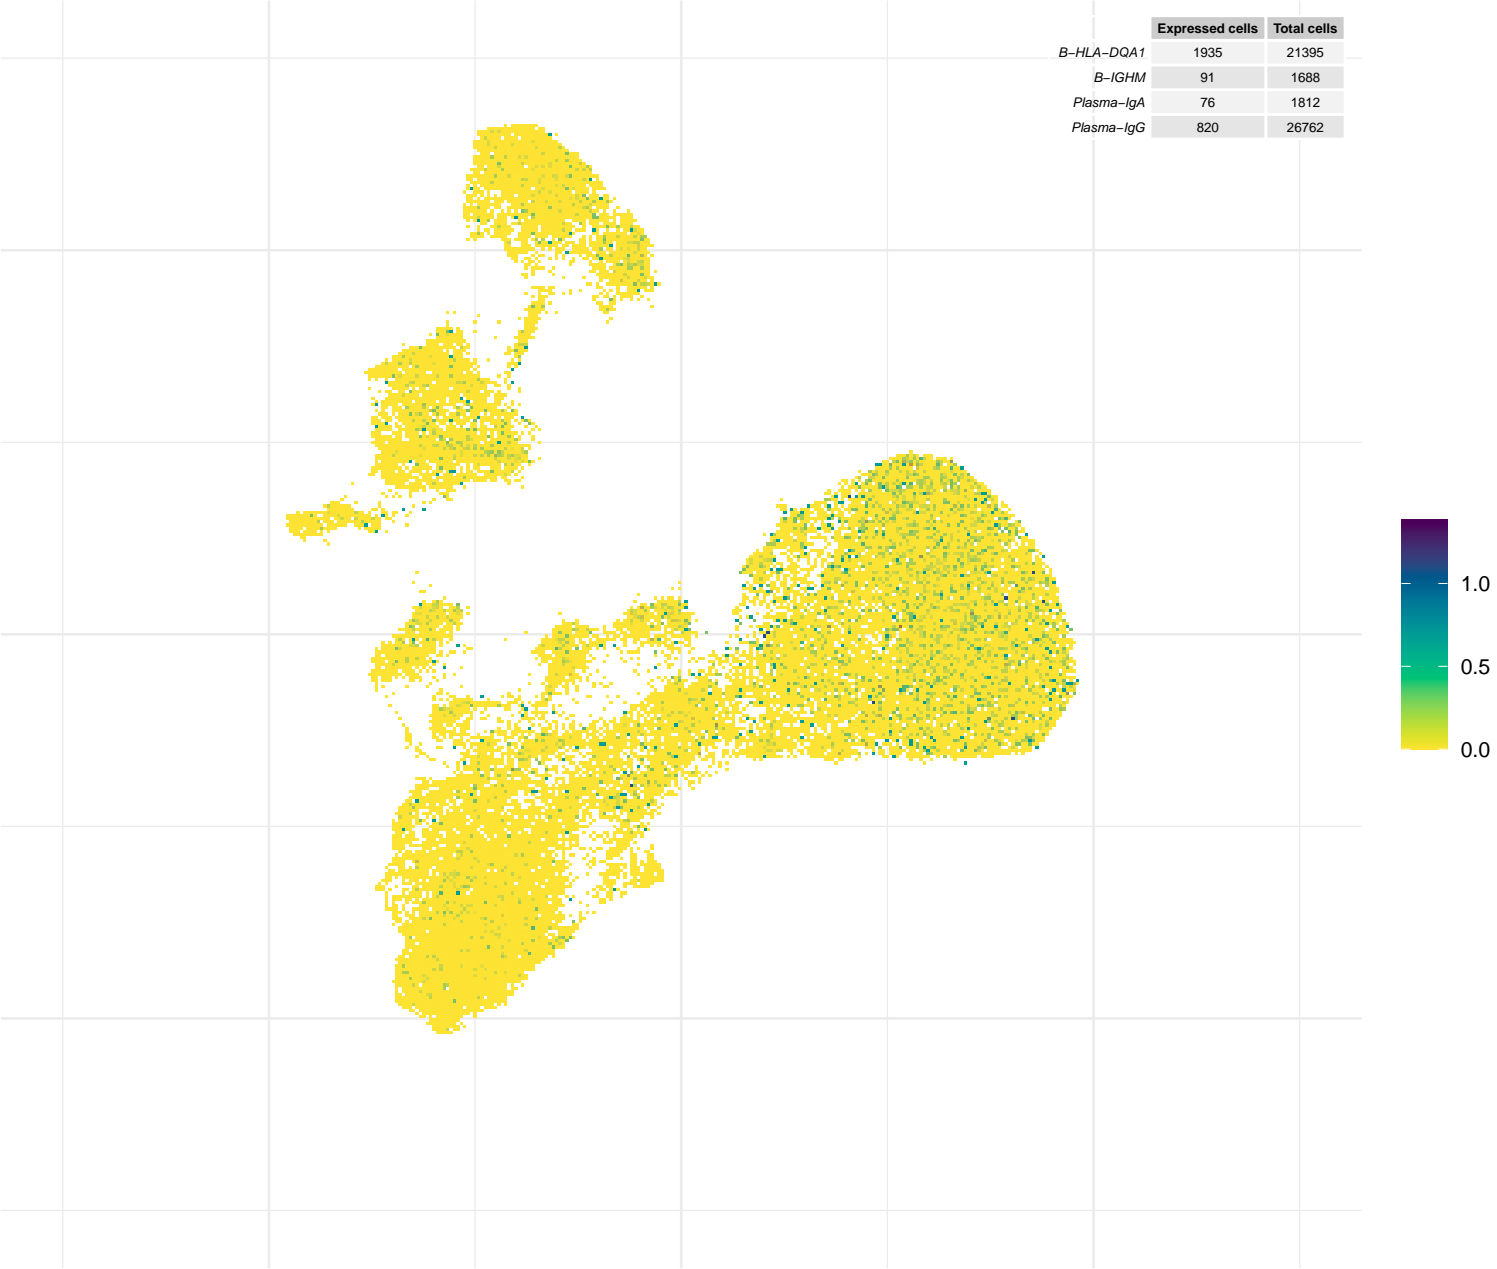 Expressed cells Total cells
B−HLA−DQA1 1935 21395
B−IGHM 91 1688
Plasma−IgA 76 1812
Plasma−IgG 820 26762
1.0
0.5
0.0